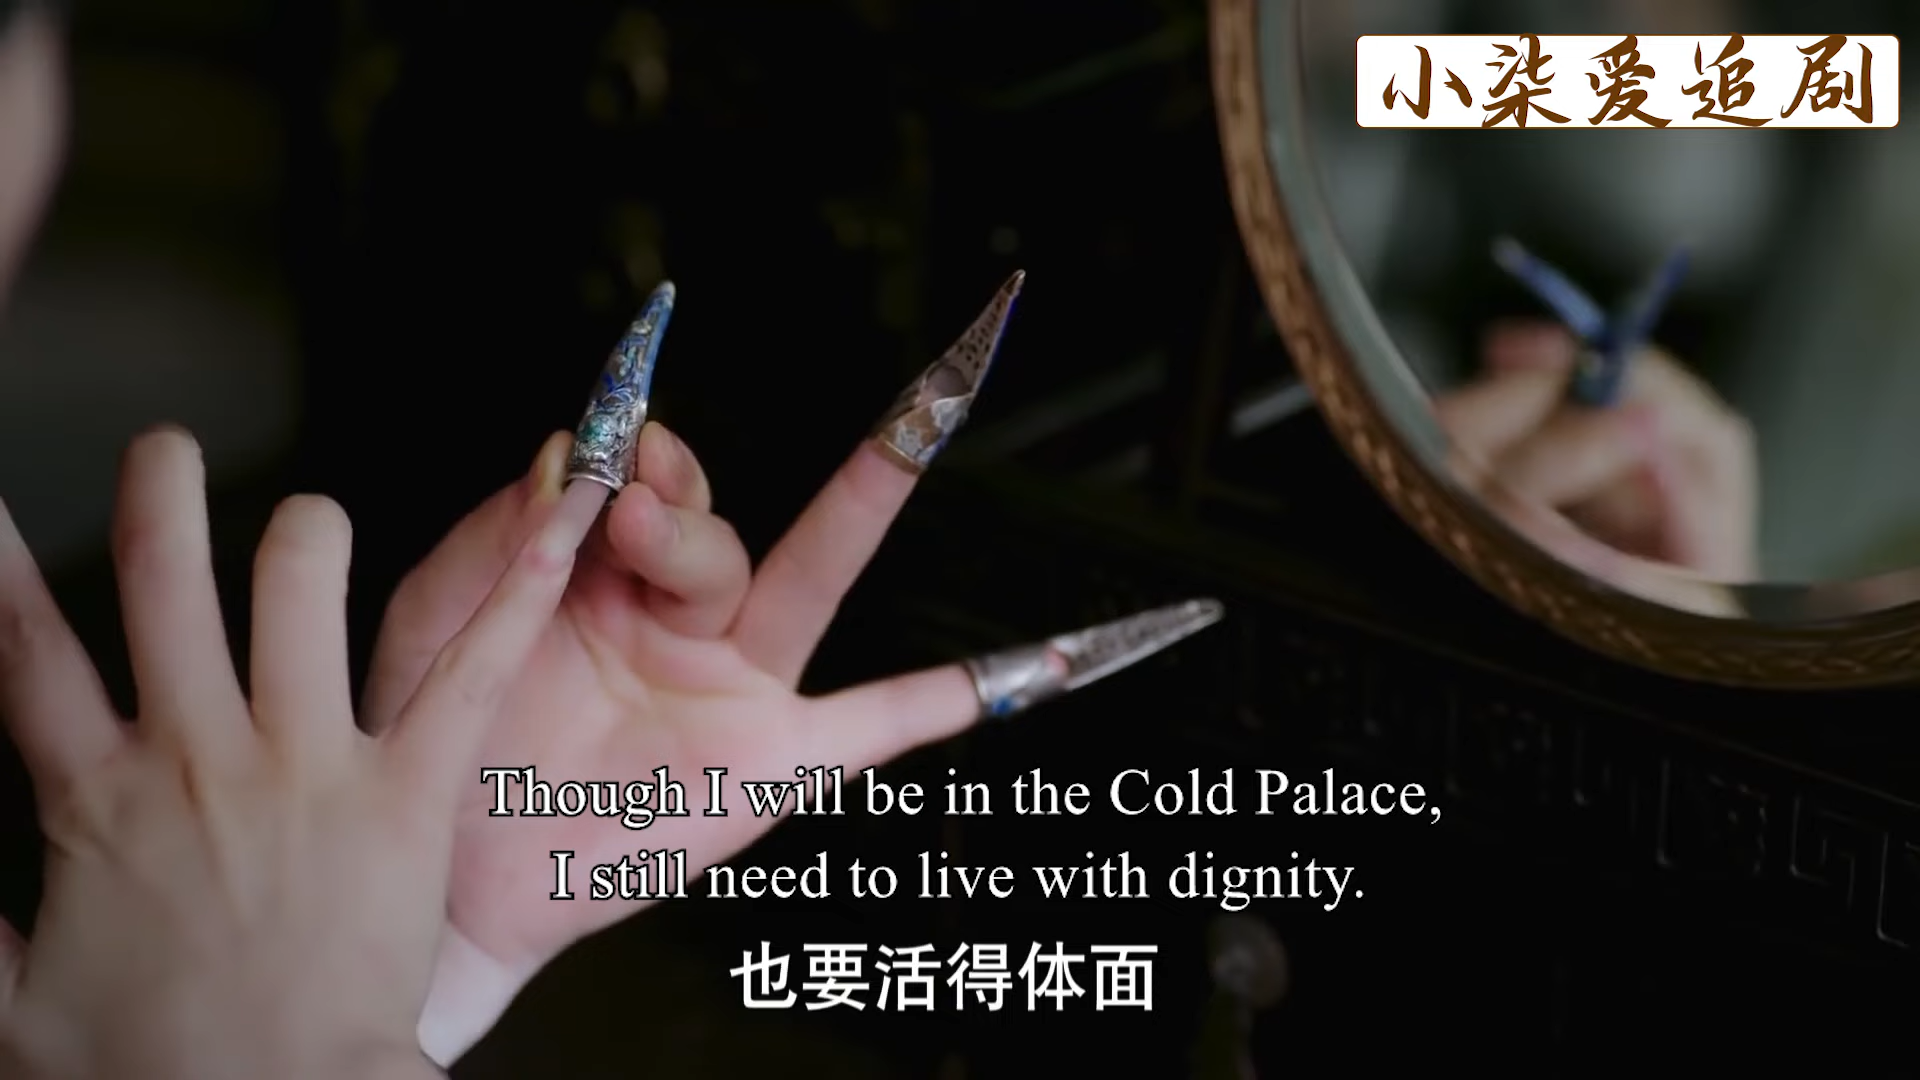 小柒爱追剧
Though I will be in the Cold Palace,
I still need to live with dignity.
也要活得体面